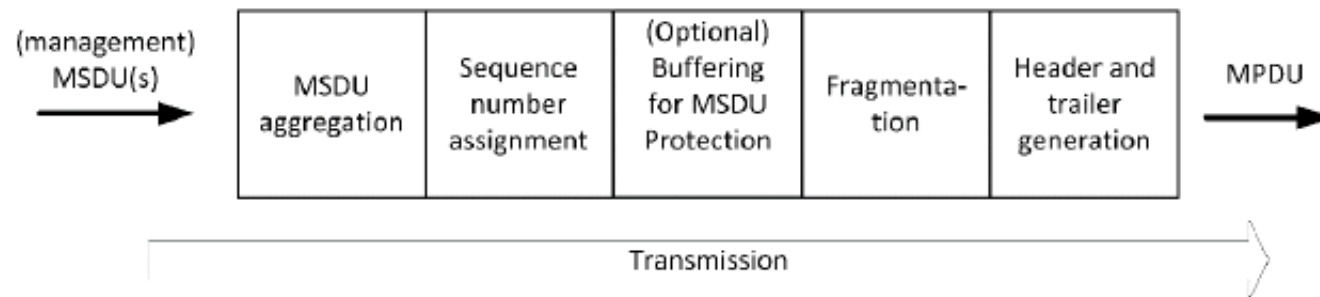 (management)
MSDU(s)
MSDU
aggregation
Sequence
number
assignment
(Optional)
Buffering
for MSDU
Protection
Fragmenta-
tion
Header and
trailer
generation
MPDU
Transmission